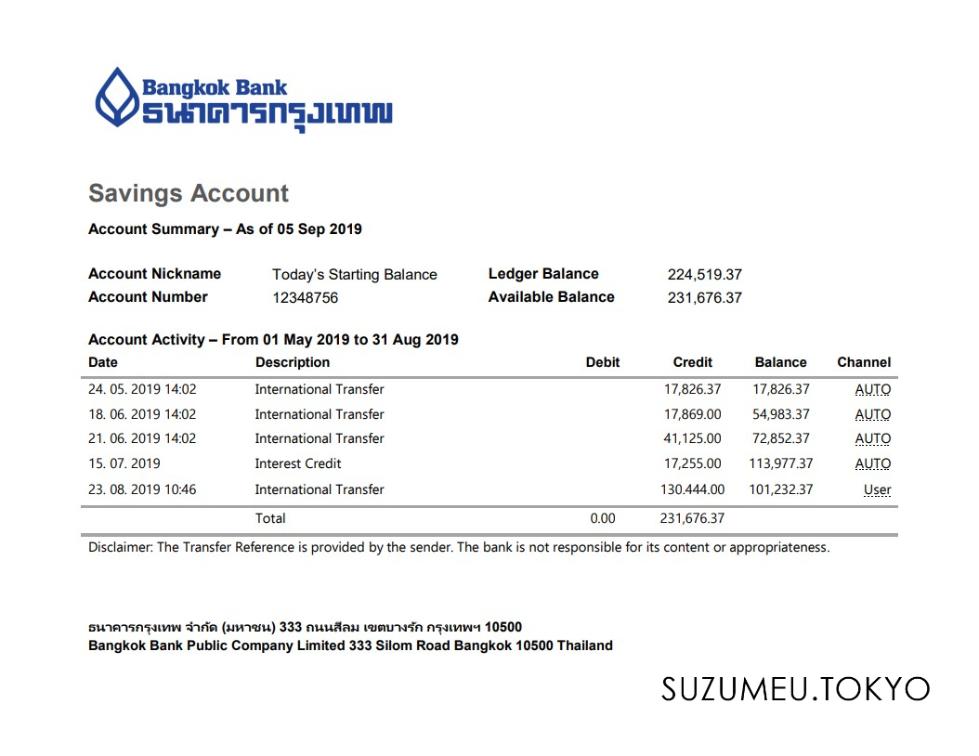 Bangkok Bank
ธนาคารกรุงเทพ
Savings Account
Account Summary – As of 05 Sep 2019
Account Nickname Today's Starting Balance Ledger Balance 224,519.37
Account Number 12348756 Available Balance 231,676.37
Account Activity – From 01 May 2019 to 31 Aug 2019
Date Description Debit Credit Balance Channel
24. 05. 2019 14:02 International Transfer 17,826.37 17,826.37 AUTO
18. 06. 2019 14:02 International Transfer 17,869.00 54,983.37 AUTO
21. 06. 2019 14:02 International Transfer 41,125.00 72,852.37 AUTO
15. 07. 2019 Interest Credit 17,255.00 113,977.37 AUTO
23. 08. 2019 10:46 International Transfer 130.444.00 101,232.37 User
Total 0.00 231,676.37
Disclaimer: The Transfer Reference is provided by the sender. The bank is not responsible for its content or appropriateness.
ธนาคารกรุงเทพ จำกัด (มหาชน) 333 ถนนสีลม เขตบางรัก กรุงเทพฯ 10500
Bangkok Bank Public Company Limited 333 Silom Road Bangkok 10500 Thailand
SUZUMEU.TOKYO